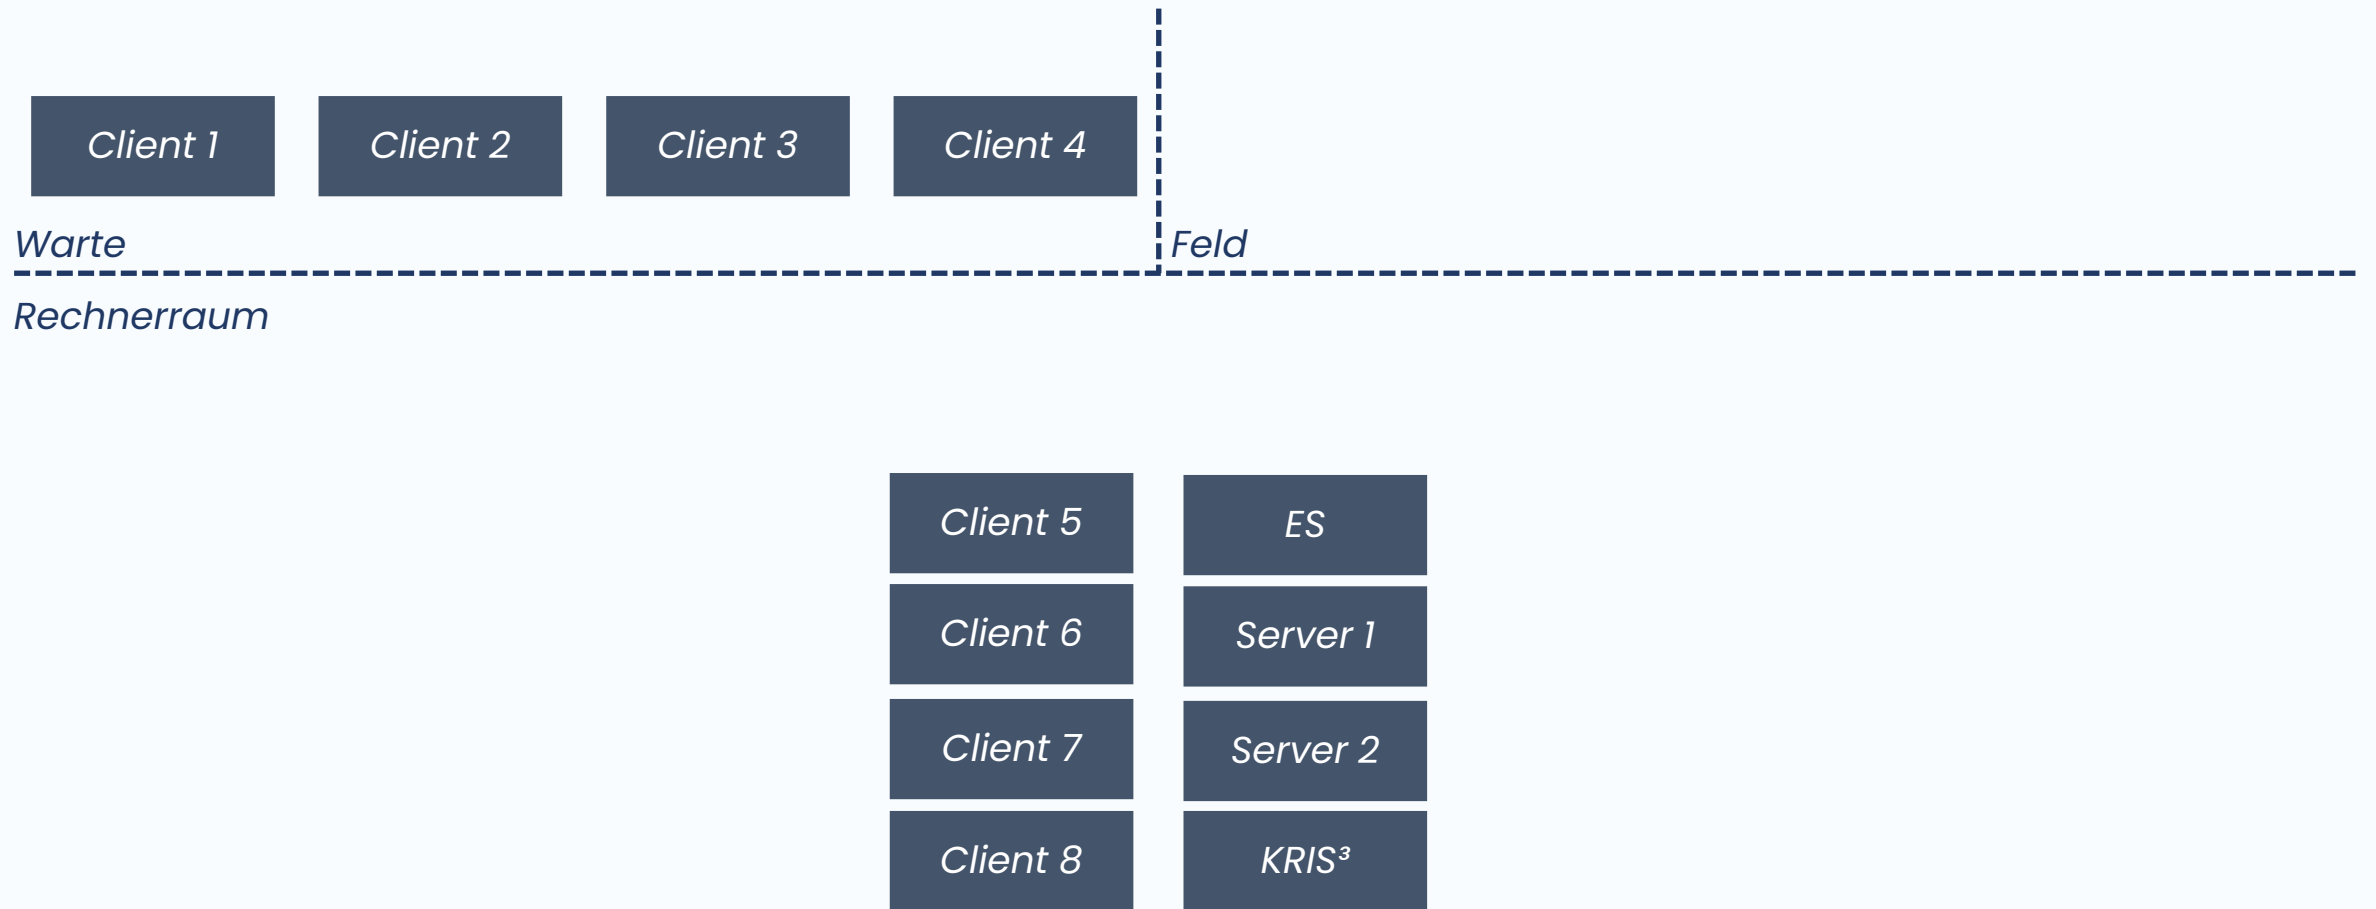 Client 1
Client 2
Client 3
Client 4
Warte
Feld
Rechnerraum
Client 5
ES
Client 6
Server 1
Client 7
Server 2
Client 8
KRIS³